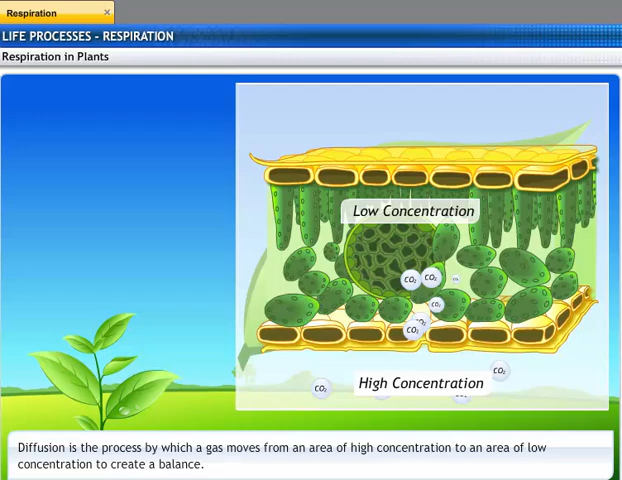 Respiration
LIFE PROCESSES - RESPIRATION
Respiration in Plants
Low Concentration
CO₂ CO₂
CO₂
CO₂
CO₂
CO₂
High Concentration
CO₂
Diffusion is the process by which a gas moves from an area of high concentration to an area of low
concentration to create a balance.